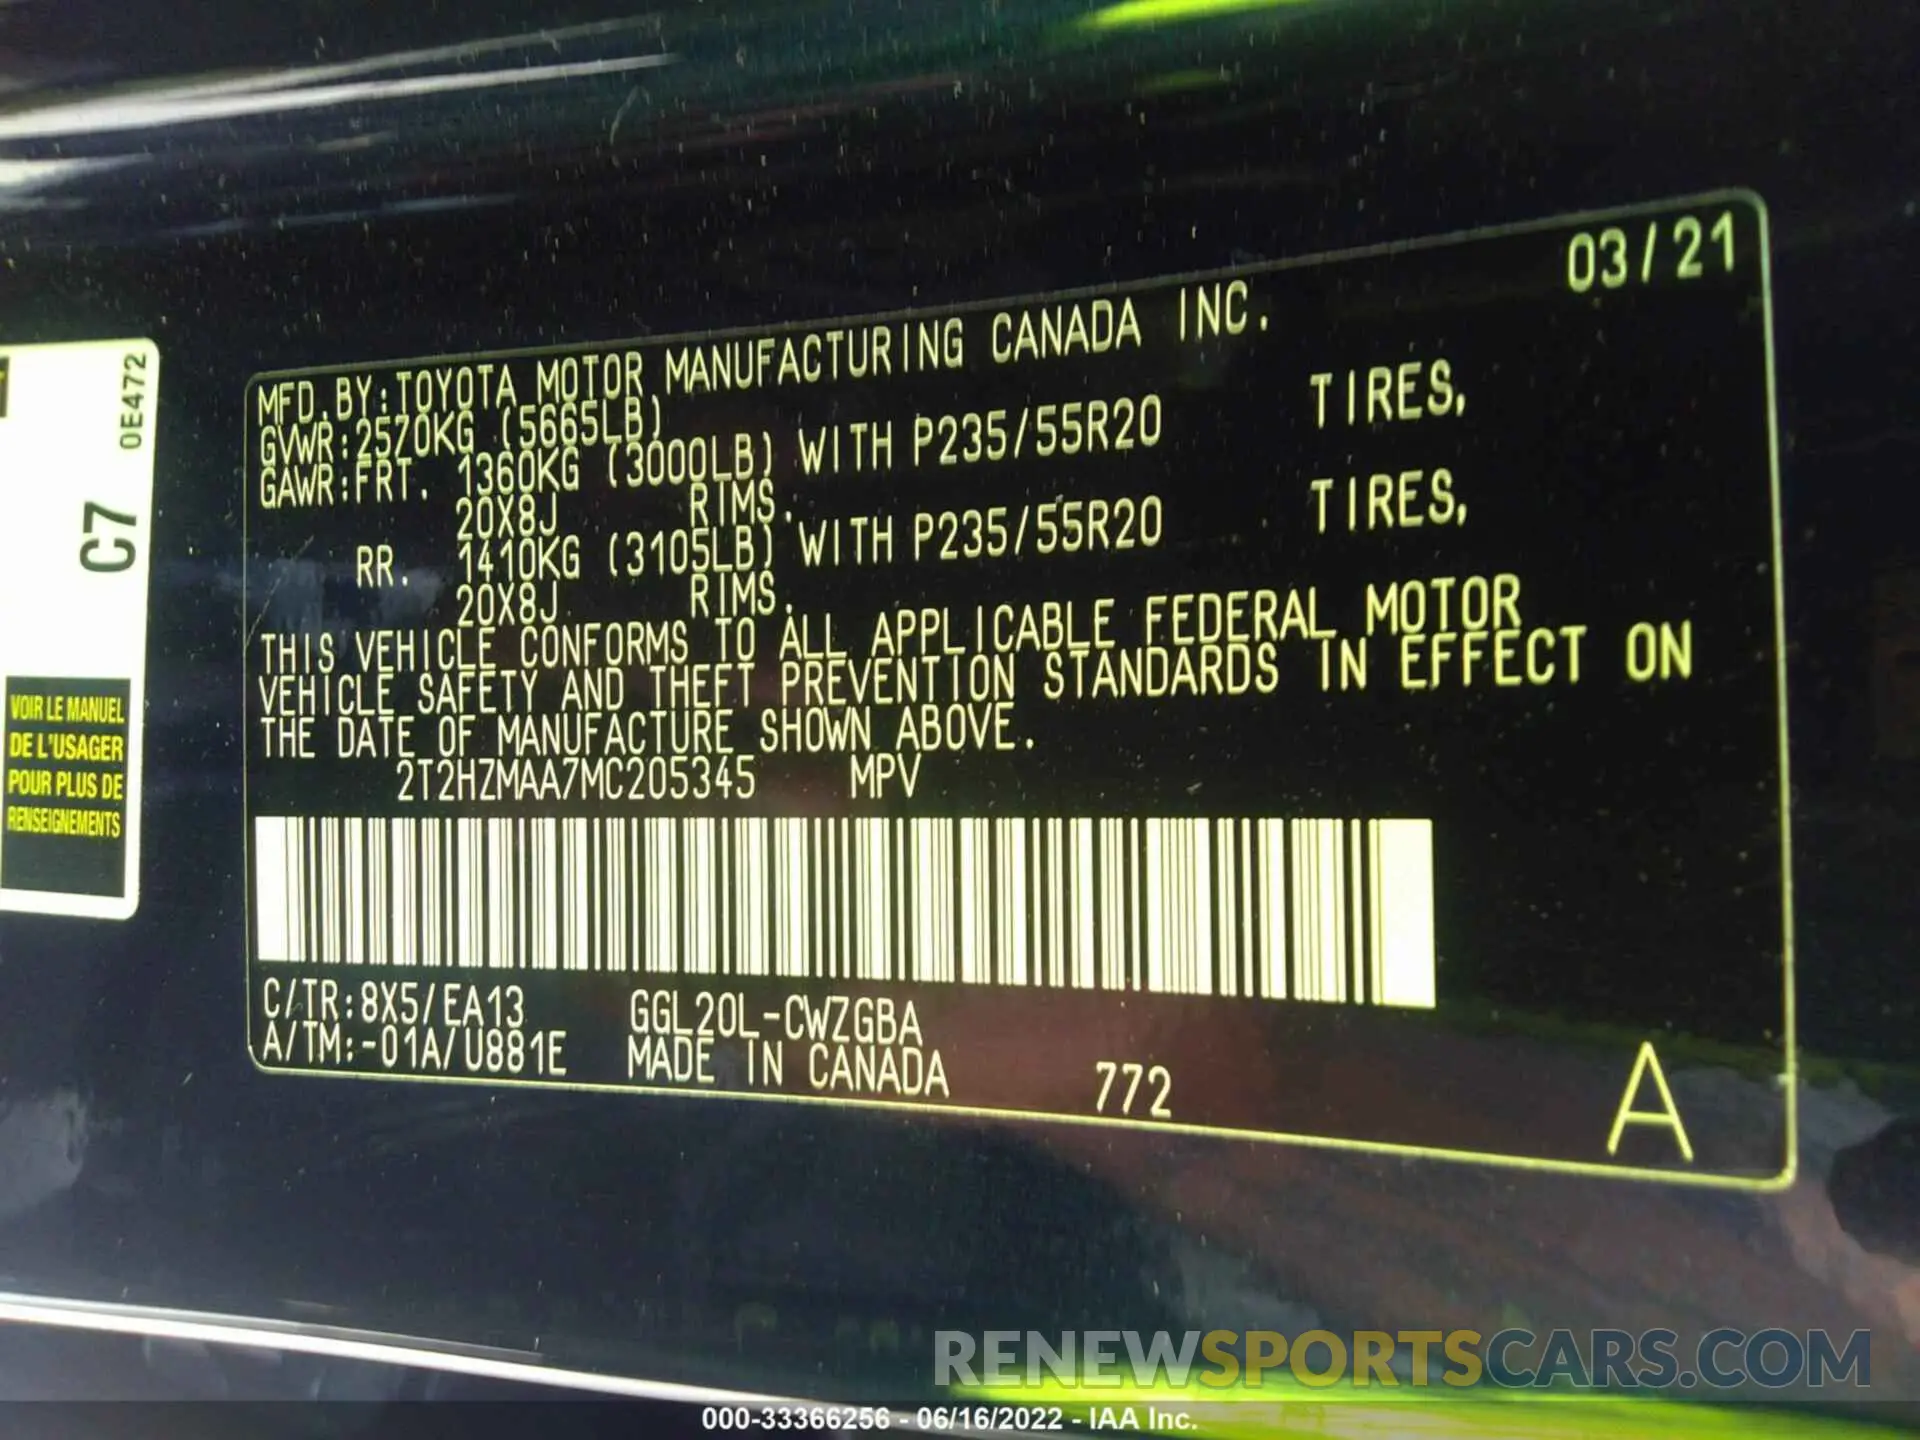 03/21
MFD.BY:TOYOTA MOTOR MANUFACTURING CANADA INC.
GVWR:2570KG (5665LB)
GAWR:FRT. 1360KG (3000LB) WITH P235/55R20 TIRES,
20X8J RIMS.
RR. 1410KG (3105LB) WITH P235/55R20 TIRES,
20X8J RIMS.
THIS VEHICLE CONFORMS TO ALL APPLICABLE FEDERAL MOTOR
VEHICLE SAFETY AND THEFT PREVENTION STANDARDS IN EFFECT ON
THE DATE OF MANUFACTURE SHOWN ABOVE.
2T2HZMAA7MC205345 MPV
C/TR:8X5/EA13 GGL20L-CWZGBA
A/TM:-01A/U881E MADE IN CANADA 772
A
0E472
C7
VOIR LE MANUEL
DE L'USAGER
POUR PLUS DE
RENSEIGNEMENTS
RENEWSPORTSCARS.COM
000-33366256 - 06/16/2022 - IAA Inc.